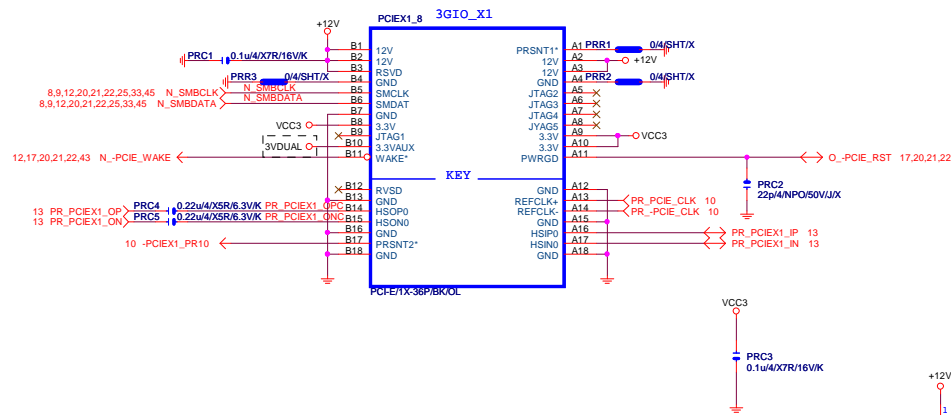 PCIEX1_8 3GIO_X1
+12V
PRC1 0.1u/4/X7R/16V/K
PRR3 0/4/SHT/X
8,9,12,20,21,22,25,33,45 N_SMBCLK N_SMBCLK
8,9,12,20,21,22,25,33,45 N_SMBDATA N_SMBDATA
VCC3
3VDUAL
12,17,20,21,22,43 N_-PCIE_WAKE
13 PR_PCIEX1_OP PRC4 0.22u/4/X5R/6.3V/K PR_PCIEX1_OPC
13 PR_PCIEX1_ON PRC5 0.22u/4/X5R/6.3V/K PR_PCIEX1_ONC
10 -PCIEX1_PR10
B1 12V
B2 12V
B3 RSVD
B4 GND
B5 SMCLK
B6 SMDAT
B7 GND
B8 3.3V
B9 JTAG1
B10 3.3VAUX
B11 WAKE*
KEY
B12 RVSD
B13 GND
B14 HSOP0
B15 HSON0
B16 GND
B17 PRSNT2*
B18 GND
PRSNT1* A1
12V A2
12V A3
GND A4
JTAG2 A5
JTAG3 A6
JTAG4 A7
JYAG5 A8
3.3V A9
3.3V A10
PWRGD A11
GND A12
REFCLK+ A13
REFCLK- A14
GND A15
HSIP0 A16
HSIN0 A17
GND A18
PCI-E/1X-36P/BK/OL
PRR1 0/4/SHT/X
+12V
PRR2 0/4/SHT/X
VCC3
O_-PCIE_RST 17,20,21,22
PRC2
22p/4/NPO/50V/J/X
PR_PCIE_CLK 10
PR_-PCIE_CLK 10
PR_PCIEX1_IP 13
PR_PCIEX1_IN 13
VCC3
PRC3
0.1u/4/X7R/16V/K
+12V
1